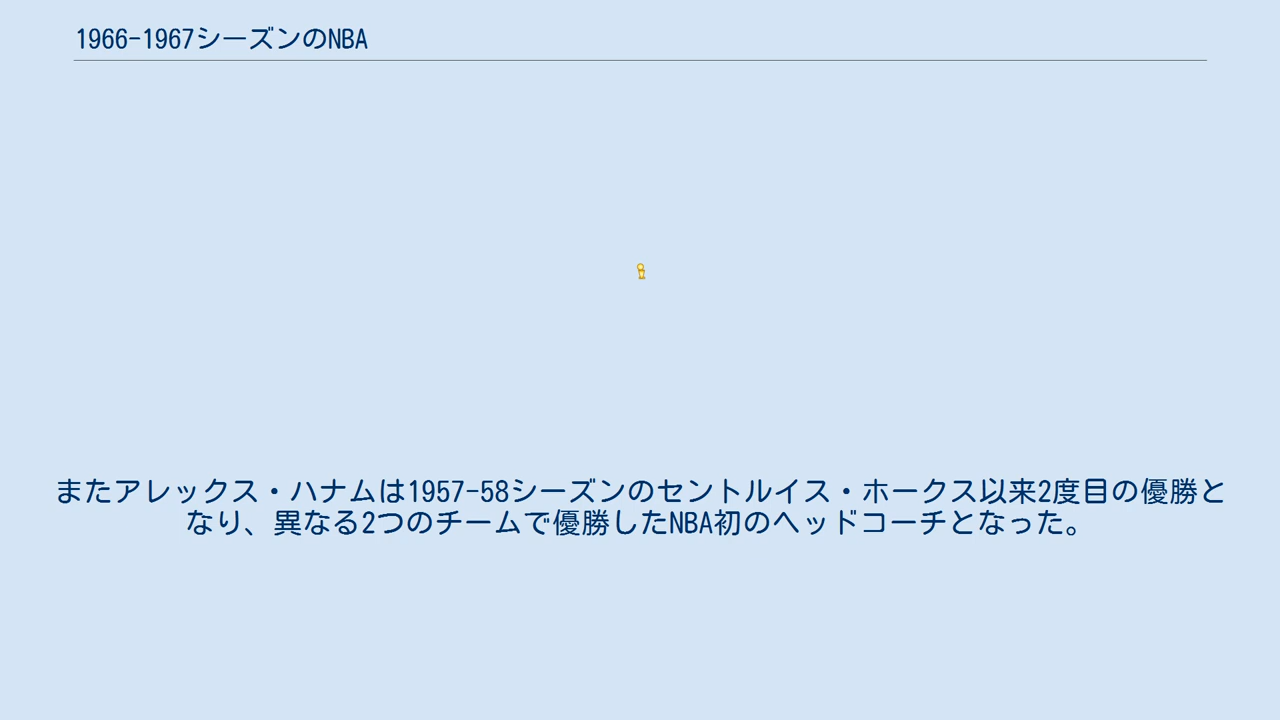 1966-1967シーズンのNBA
またアレックス・ハナムは1957-58シーズンのセントルイス・ホークス以来2度目の優勝と
なり、異なる2つのチームで優勝したNBA初のヘッドコーチとなった。